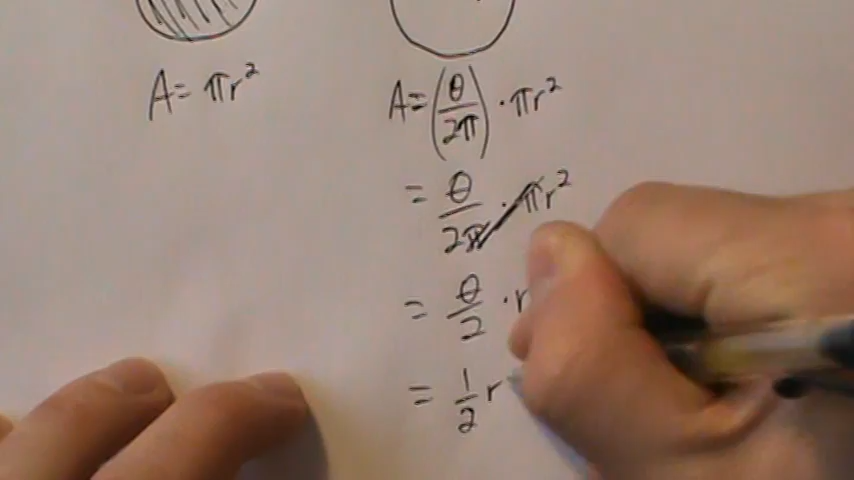 A = πr²
A = (θ/2π) · πr²
= θ/2π · πr²
= θ/2 · r
= 1/2 r